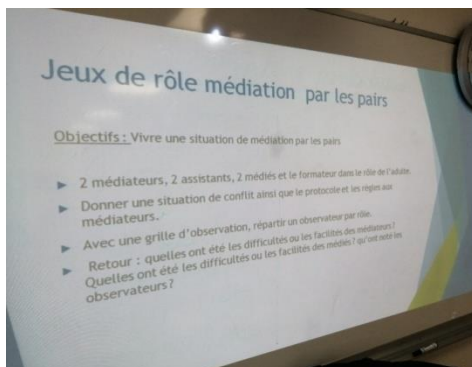 Jeux de rôle médiation par les pairs
Objectifs : Vivre une situation de médiation par les pairs
2 médiateurs, 2 assistants, 2 médiés et le formateur dans le rôle de l'adulte.
Donner une situation de conflit ainsi que le protocole et les règles aux
médiateurs.
Avec une grille d'observation, répartir un observateur par rôle.
Retour : quelles ont été les difficultés ou les facilités des médiateurs ?
Quelles ont été les difficultés ou les facilités des médiés ? qu'ont noté les
observateurs ?